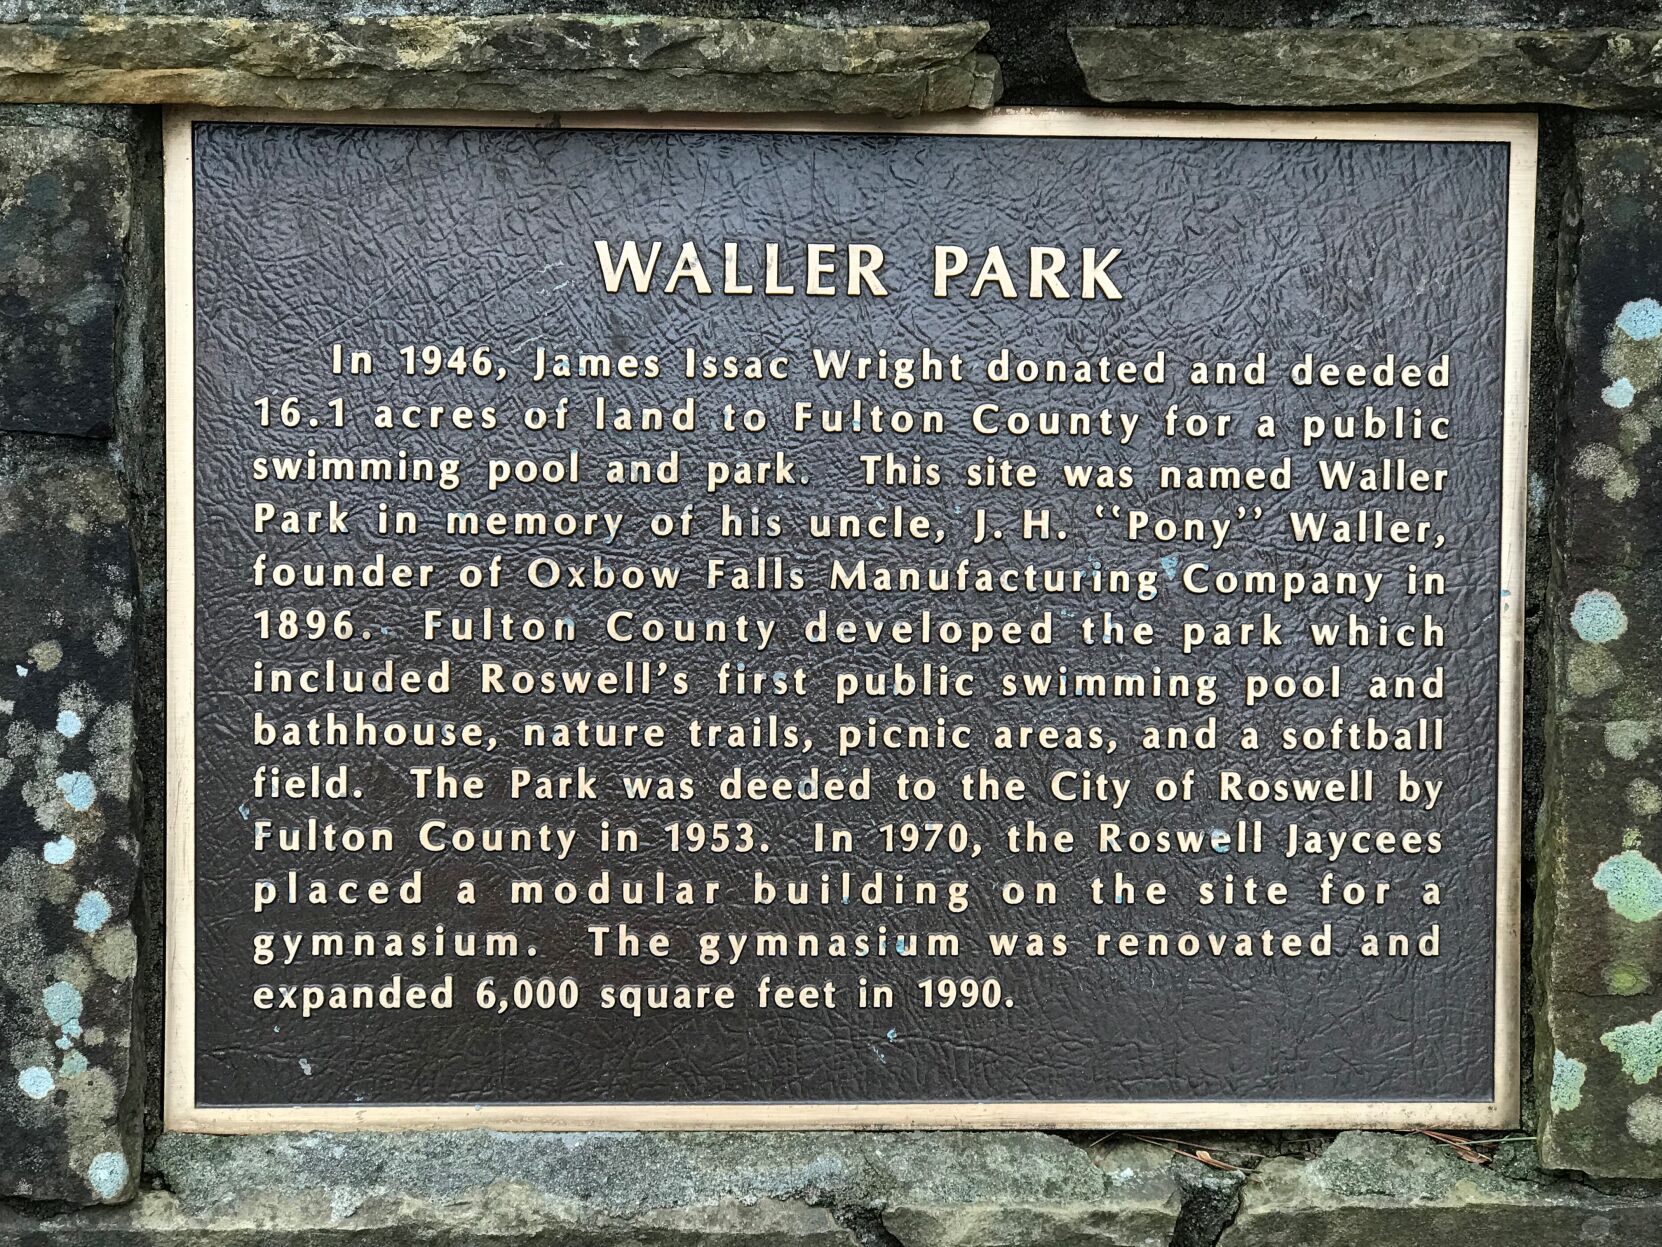 WALLER PARK
In 1946, James Issac Wright donated and deeded
16.1 acres of land to Fulton County for a public
swimming pool and park. This site was named Waller
Park in memory of his uncle, J. H. "Pony" Waller,
founder of Oxbow Falls Manufacturing Company in
1896. Fulton County developed the park which
included Roswell's first public swimming pool and
bathhouse, nature trails, picnic areas, and a softball
field. The Park was deeded to the City of Roswell by
Fulton County in 1953. In 1970, the Roswell Jaycees
placed a modular building on the site for a
gymnasium. The gymnasium was renovated and
expanded 6,000 square feet in 1990.